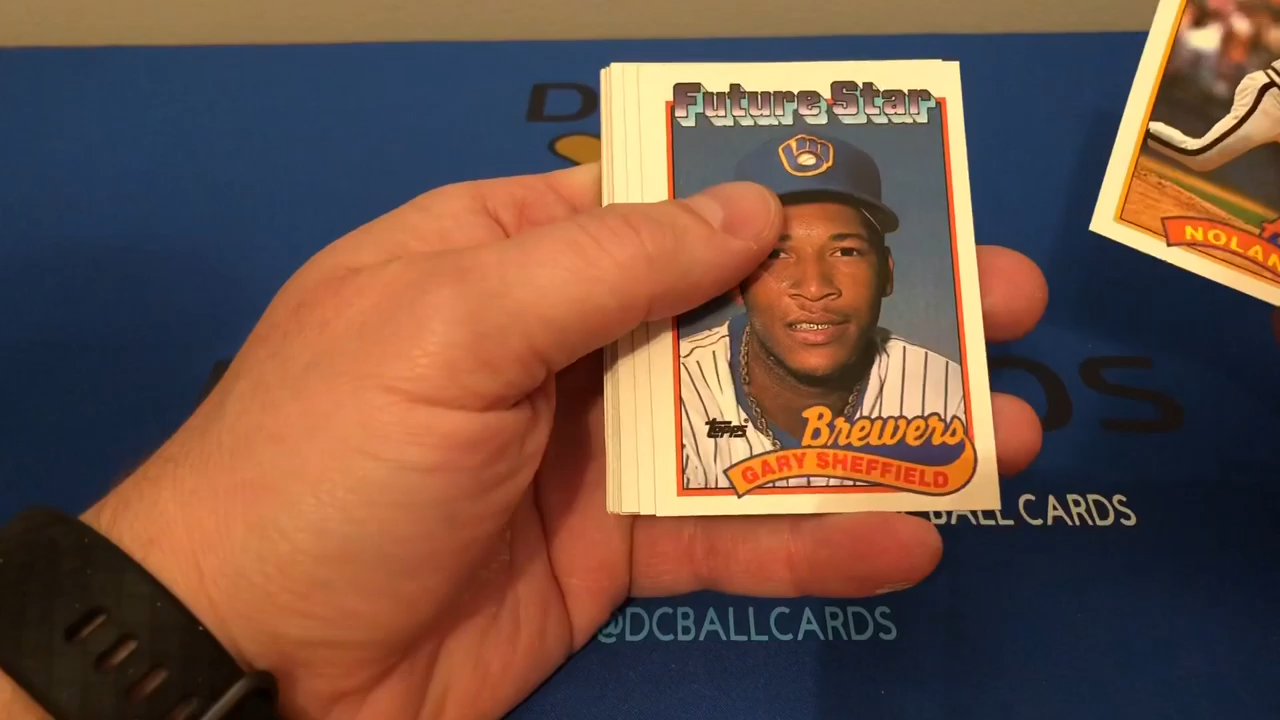 Future Star
NOLAN
topps
Brewers
GARY SHEFFIELD
BALL CARDS
@DCBALLCARDS